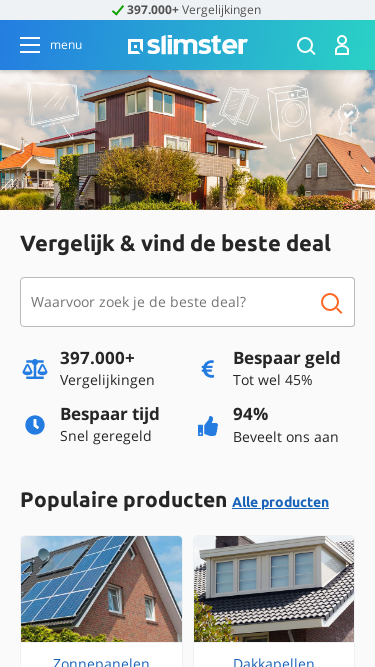 397.000+ Vergelijkingen
menu
slimster
Vergelijk & vind de beste deal
Waarvoor zoek je de beste deal?
397.000+
Vergelijkingen
Bespaar geld
Tot wel 45%
Bespaar tijd
Snel geregeld
94%
Beveelt ons aan
Populaire producten Alle producten
Zonnepanelen
Dakkapellen